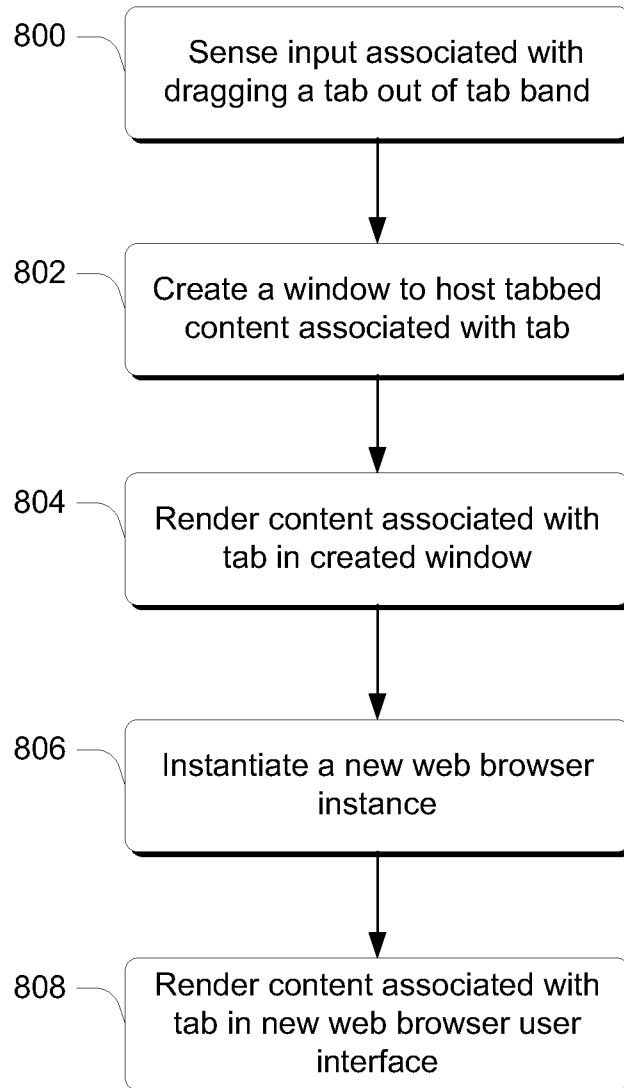 800
Sense input associated with
dragging a tab out of tab band
802
Create a window to host tabbed
content associated with tab
804
Render content associated with
tab in created window
806
Instantiate a new web browser
instance
808
Render content associated with
tab in new web browser user
interface